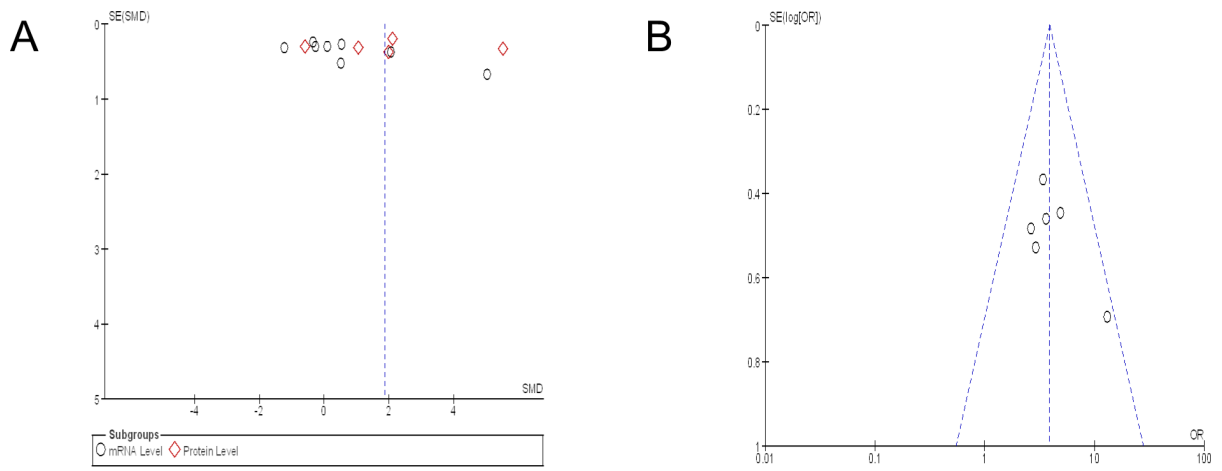 A
SE(SMD)
0
1
2
3
4
5
-4
-2
0
2
4
SMD
Subgroups
mRNA Level
Protein Level
B
SE(log[OR])
0
0.2
0.4
0.6
0.8
1
0.01
0.1
1
10
100
OR